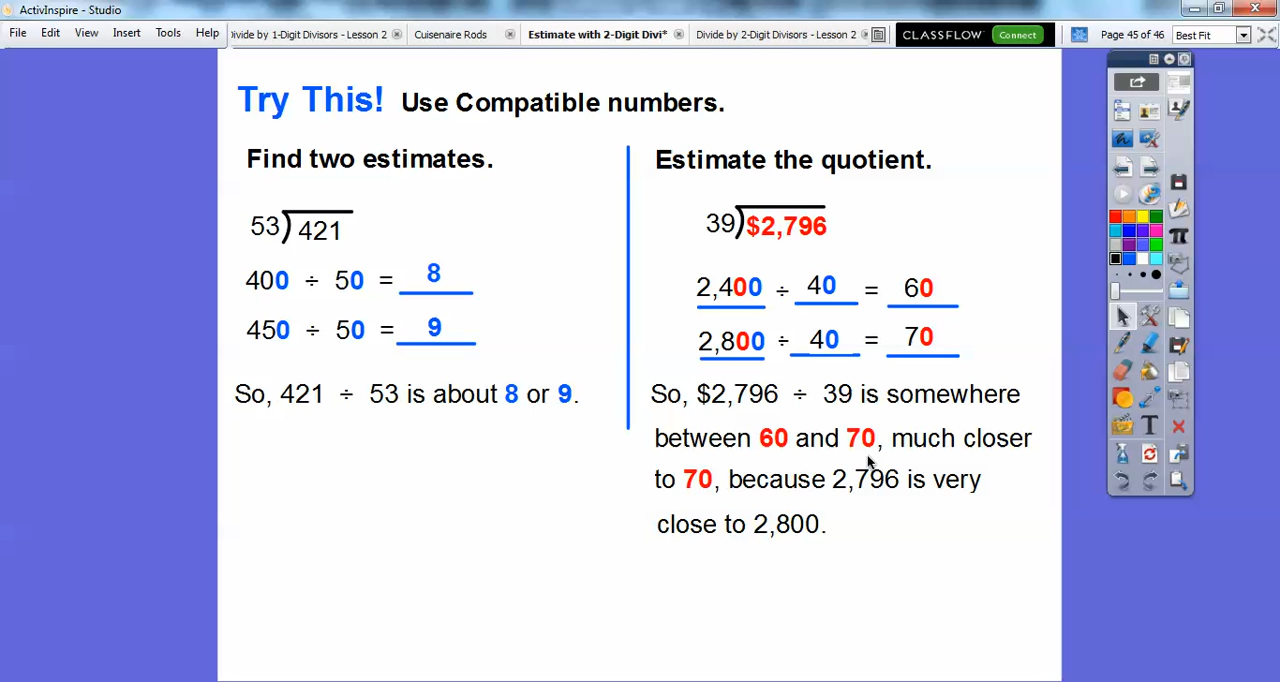 ActivInspire - Studio
File Edit View Insert Tools Help
Divide by 1-Digit Divisors - Lesson 2
Cuisenaire Rods
Estimate with 2-Digit Divi*
Divide by 2-Digit Divisors - Lesson 2
CLASSFLOW Connect
Page 45 of 46
Best Fit
Try This! Use Compatible numbers.
Find two estimates.
53)421
400 ÷ 50 = 8
450 ÷ 50 = 9
So, 421 ÷ 53 is about 8 or 9.
Estimate the quotient.
39)$2,796
2,400 ÷ 40 = 60
2,800 ÷ 40 = 70
So, $2,796 ÷ 39 is somewhere
between 60 and 70, much closer
to 70, because 2,796 is very
close to 2,800.